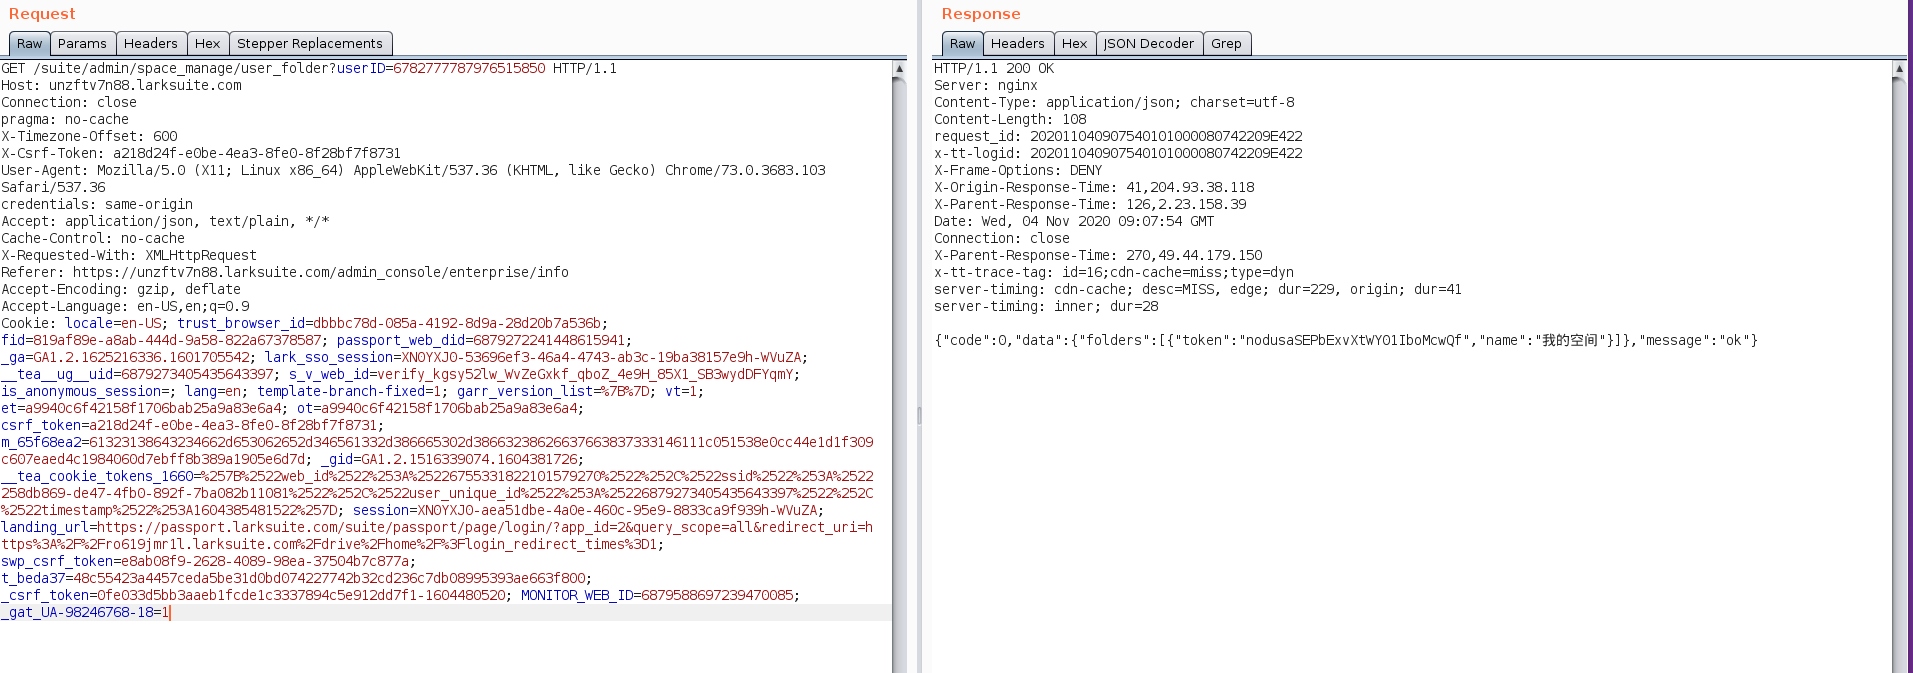 Request
Raw Params Headers Hex Stepper Replacements
GET /suite/admin/space_manage/user_folder?userID=6782777787976515850 HTTP/1.1
Host: unzftv7n88.larksuite.com
Connection: close
pragma: no-cache
X-Timezone-Offset: 600
X-Csrf-Token: a218d24f-e0be-4ea3-8fe0-8f28bf7f8731
User-Agent: Mozilla/5.0 (X11; Linux x86_64) AppleWebKit/537.36 (KHTML, like Gecko) Chrome/73.0.3683.103
Safari/537.36
credentials: same-origin
Accept: application/json, text/plain, */*
Cache-Control: no-cache
X-Requested-With: XMLHttpRequest
Referer: https://unzftv7n88.larksuite.com/admin_console/enterprise/info
Accept-Encoding: gzip, deflate
Accept-Language: en-US,en;q=0.9
Cookie: locale=en-US; trust_browser_id=dbbbc78d-085a-4192-8d9a-28d20b7a536b;
fid=819af89e-a8ab-444d-9a58-822a67378587; passport_web_did=6879272241448615941;
_ga=GA1.2.1625216336.1601705542; lark_sso_session=XN0YXJ0-53696ef3-46a4-4743-ab3c-19ba38157e9h-WVuZA;
__tea__ug__uid=6879273405435643397; s_v_web_id=verify_kgsy52lw_WvZeGxkf_qboZ_4e9H_85X1_SB3wydDFYqmY;
is_anonymous_session=; lang=en; template-branch-fixed=1; garr_version_list=%7B%7D; vt=1;
et=a9940c6f42158f1706bab25a9a83e6a4; ot=a9940c6f42158f1706bab25a9a83e6a4;
csrf_token=a218d24f-e0be-4ea3-8fe0-8f28bf7f8731;
m_65f68ea2=61323138643234662d653062652d346561332d386665302d386632386266376638373331​46111c051538e0cc44e1d1f309
c607eaed4c1984060d7ebff8b389a1905e6d7d; _gid=GA1.2.1516339074.1604381726;
__tea_cookie_tokens_1660=%257B%2522web_id%2522%253A%2522675533182210157​9270%2522%252C%2522ssid%2522%253A%2522
258db869-de47-4fb0-892f-7ba082b11081%2522%252C%2522user_unique_id%2522%253A%25226879273405435643397%2522%252C
%2522timestamp%2522%253A1604385481522%257D; session=XN0YXJ0-aea51dbe-4a0e-460c-95e9-8833ca9f939h-WVuZA;
landing_url=https://passport.larksuite.com/suite/passport/page/login/?app_id=2&query_scope=all&redirect_uri=h
ttps%3A%2F%2Fro619jmr1l.larksuite.com%2Fdrive%2Fhome%2F%3Flogin_redirect_times%3D1;
swp_csrf_token=e8ab08f9-2628-4089-98ea-37504b7c877a;
t_beda37=48c55423a4457ceda5be31d0bd074227742b32cd236c7db08995393ae663f800;
_csrf_token=0fe033d5bb3aaeb1fcde1c3337894c5e912dd7f1-1604480520; MONITOR_WEB_ID=6879588697239470085;
_gat_UA-98246768-18=1
Response
Raw Headers Hex JSON Decoder Grep
HTTP/1.1 200 OK
Server: nginx
Content-Type: application/json; charset=utf-8
Content-Length: 108
request_id: 202011040907540101000080742209E422
x-tt-logid: 202011040907540101000080742209E422
X-Frame-Options: DENY
X-Origin-Response-Time: 41,204.93.38.118
X-Parent-Response-Time: 126,2.23.158.39
Date: Wed, 04 Nov 2020 09:07:54 GMT
Connection: close
X-Parent-Response-Time: 270,49.44.179.150
x-tt-trace-tag: id=16;cdn-cache=miss;type=dyn
server-timing: cdn-cache; desc=MISS, edge; dur=229, origin; dur=41
server-timing: inner; dur=28
{"code":0,"data":{"folders":[{"token":"nodusaSEPbExvXtWYO1IboMcwQf","name":"我的空间"}]},"message":"ok"}